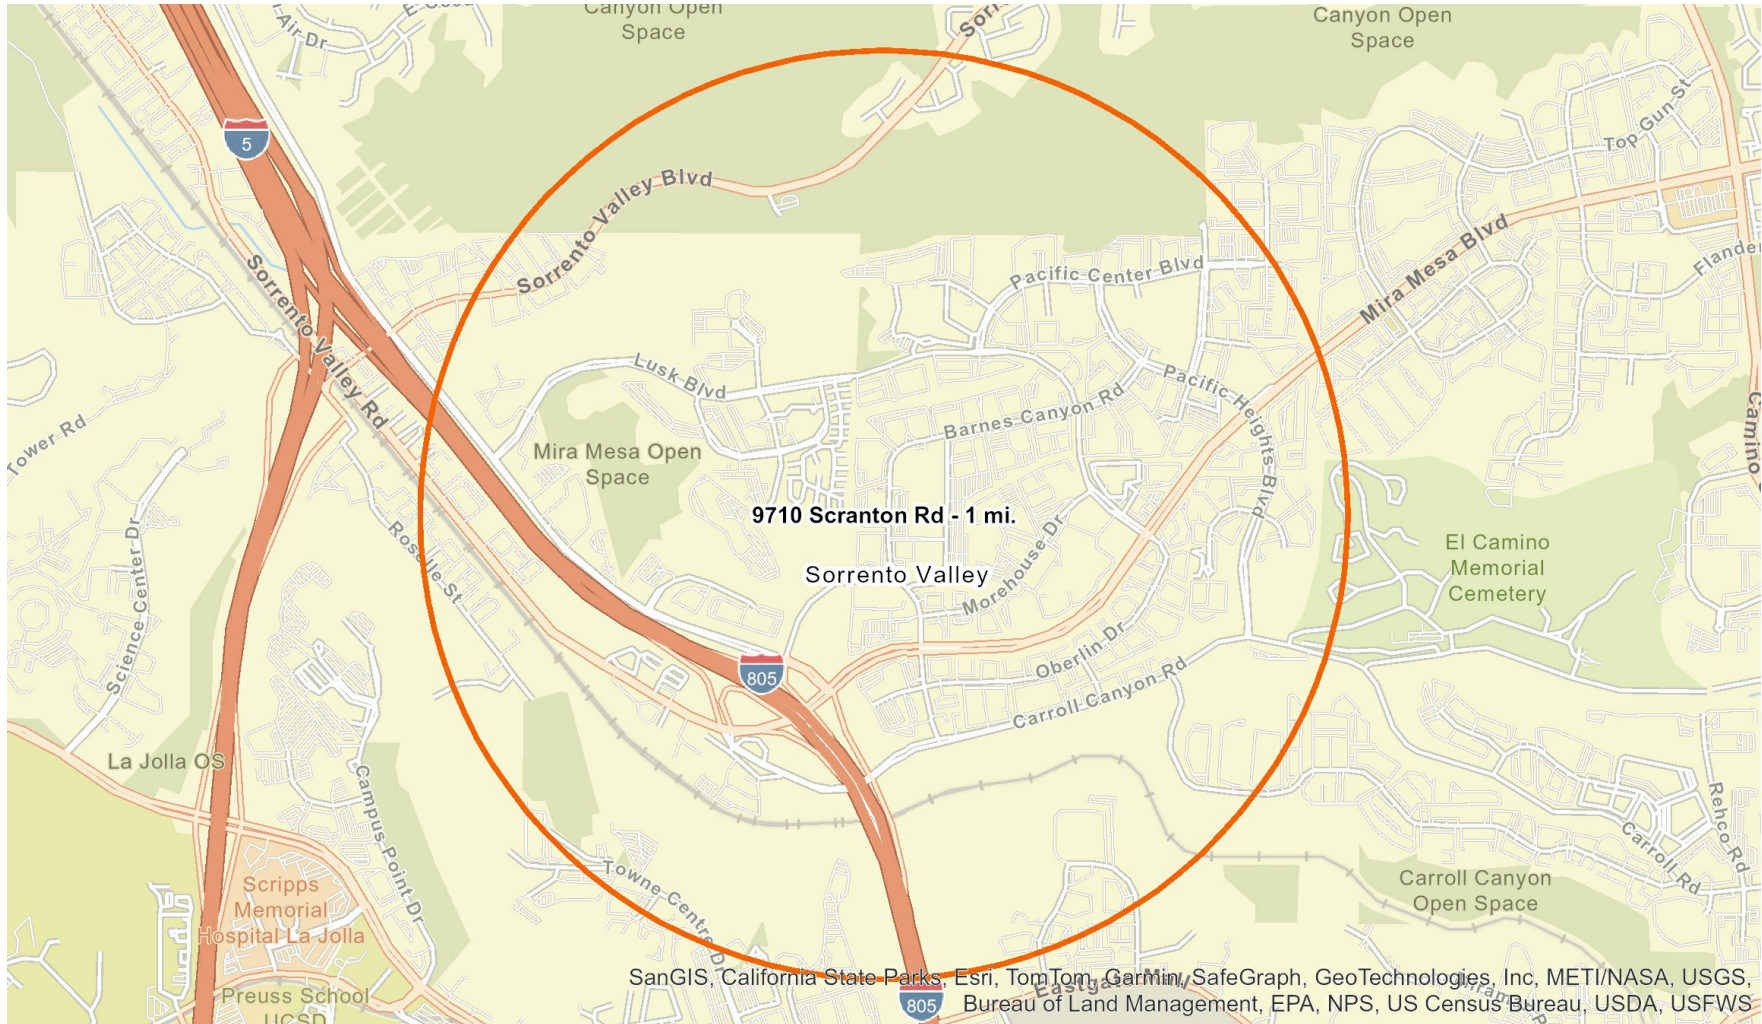 Canyon Open
Space
Canyon Open
Space
Air Dr
5
Top Gun St
Sorrento Valley Blvd
Sorrento Valley Blvd
Mira Mesa Blvd
Pacific Center Blvd
Sorrento Valley Rd
Lusk Blvd
Pacific Heights Blvd
Barnes Canyon Rd
Tower Rd
Mira Mesa Open
Space
Camino
9710 Scranton Rd - 1 mi.
Sorrento Valley
Morehouse Dr
Roselle St
Science Center Dr
El Camino
Memorial
Cemetery
Oberlin Dr
805
Carroll Canyon Rd
La Jolla OS
Campus Point Dr
Rehco Rd
Carroll Rd
Towne Centre Dr
Scripps
Memorial
Hospital La Jolla
Carroll Canyon
Open Space
Preuss School
UCSD
Eastgate Mall
805
SanGIS, California State Parks, Esri, TomTom, Garmin, SafeGraph, GeoTechnologies, Inc, METI/NASA, USGS,
Bureau of Land Management, EPA, NPS, US Census Bureau, USDA, USFWS